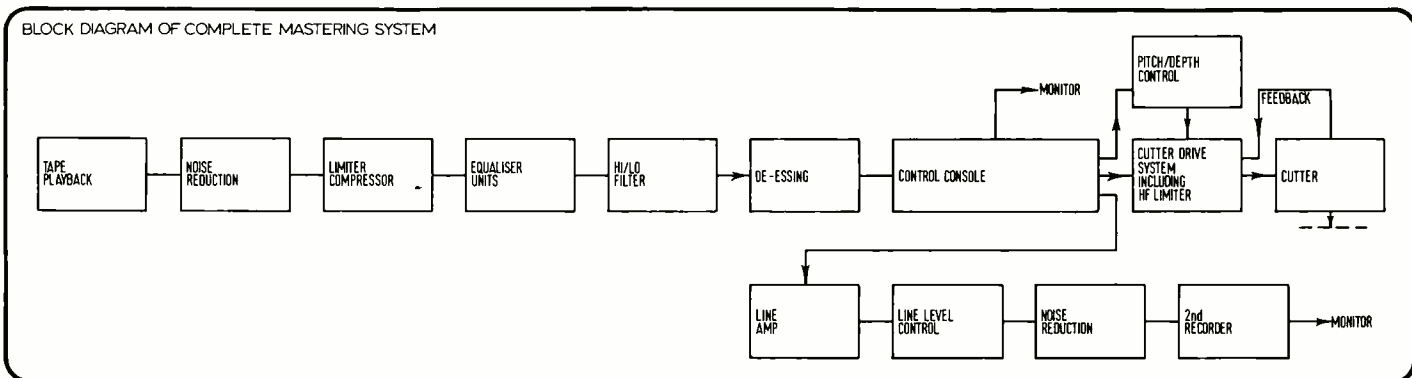 BLOCK DIAGRAM OF COMPLETE MASTERING SYSTEM
PITCH/DEPTH
CONTROL
MONITOR
FEEDBACK
TAPE
PLAYBACK
NOISE
REDUCTION
LIMITER
COMPRESSOR
EQUALISER
UNITS
HI/LO
FILTER
DE-ESSING
CONTROL CONSOLE
CUTTER DRIVE
SYSTEM
INCLUDING
HF LIMITER
CUTTER
LINE
AMP
LINE LEVEL
CONTROL
NOISE
REDUCTION
2nd
RECORDER
MONITOR